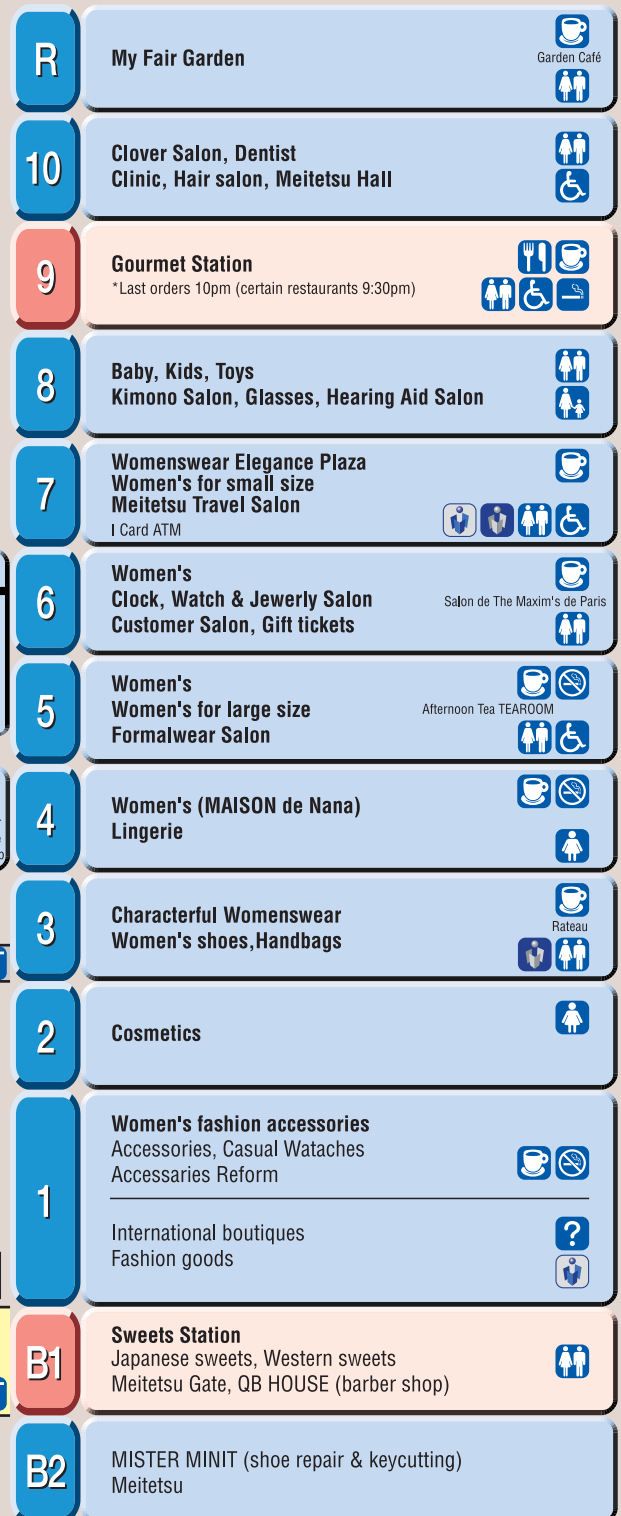 R
My Fair Garden
Garden Café
10
Clover Salon, Dentist
Clinic, Hair salon, Meitetsu Hall
9
Gourmet Station
*Last orders 10pm (certain restaurants 9:30pm)
8
Baby, Kids, Toys
Kimono Salon, Glasses, Hearing Aid Salon
7
Womenswear Elegance Plaza
Women's for small size
Meitetsu Travel Salon
I Card ATM
6
Women's
Clock, Watch & Jewerly Salon
Customer Salon, Gift tickets
Salon de The Maxim's de Paris
5
Women's
Women's for large size
Formalwear Salon
Afternoon Tea TEAROOM
4
Women's (MAISON de Nana)
Lingerie
3
Characterful Womenswear
Women's shoes,Handbags
Rateau
2
Cosmetics
1
Women's fashion accessories
Accessories, Casual Wataches
Accessaries Reform
International boutiques
Fashion goods
?
B1
Sweets Station
Japanese sweets, Western sweets
Meitetsu Gate, QB HOUSE (barber shop)
B2
MISTER MINIT (shoe repair & keycutting)
Meitetsu